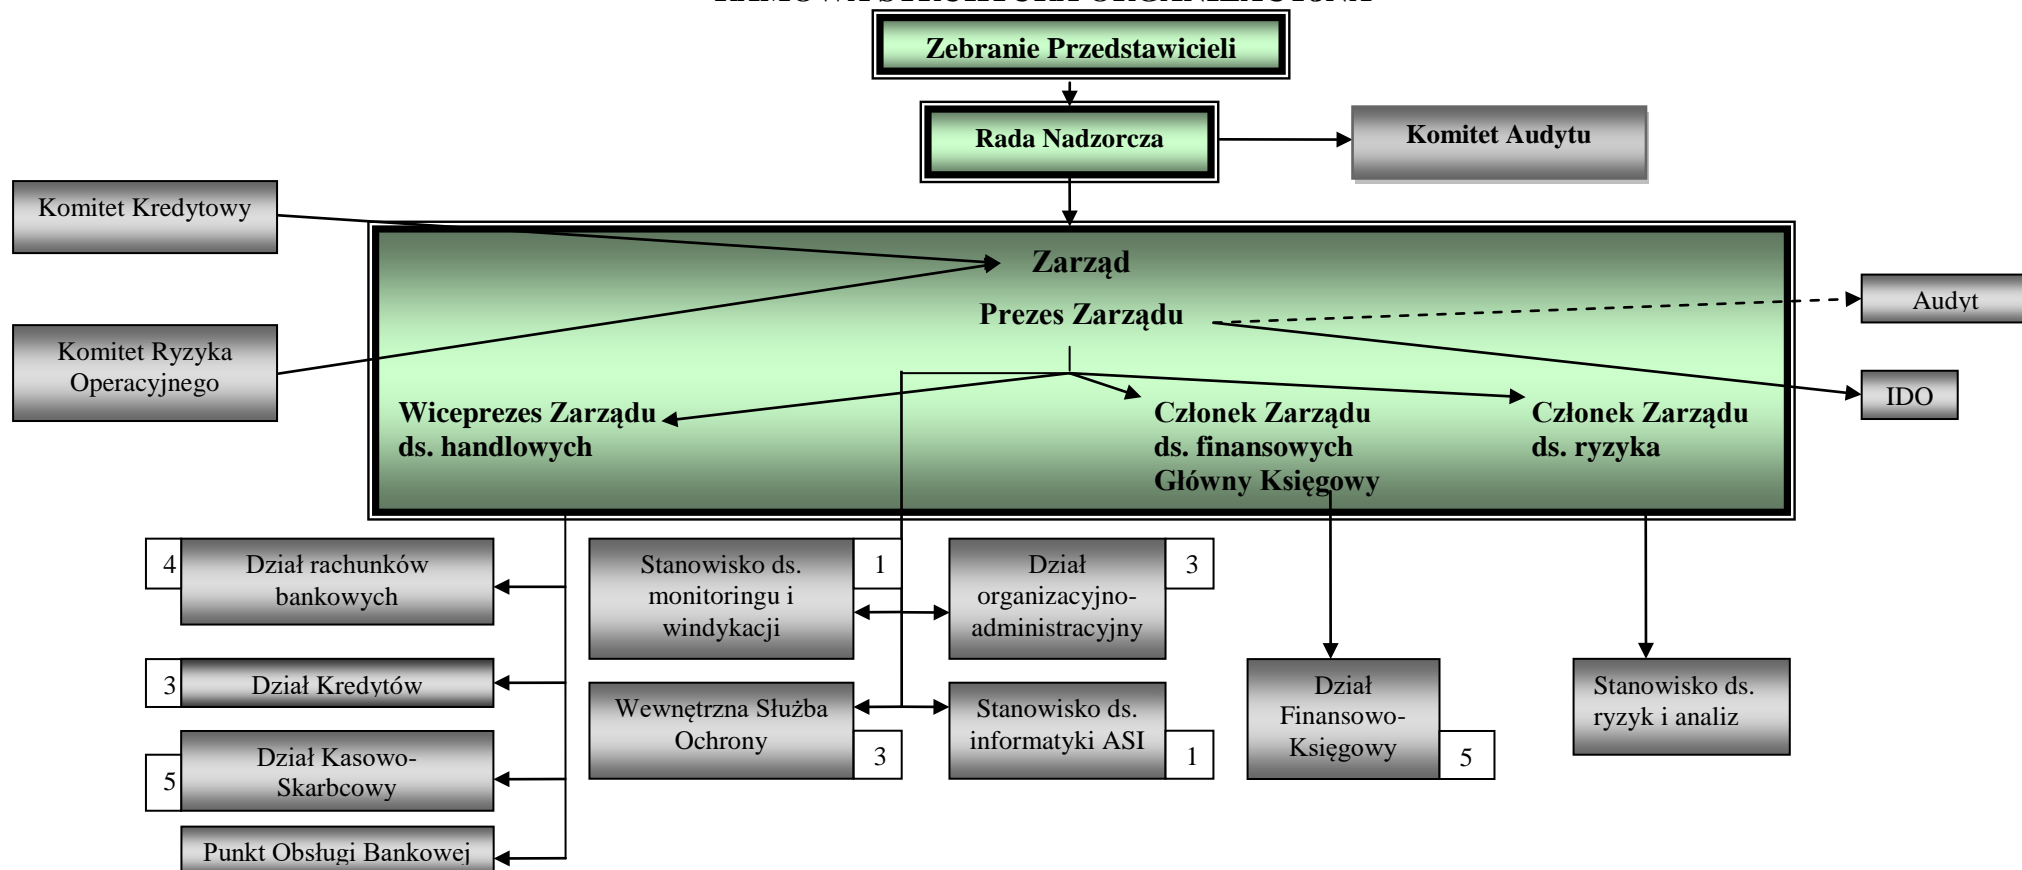 RAMOWA STRUKTURA ORGANIZACYJNA
Zebranie Przedstawicieli
Rada Nadzorcza
Komitet Audytu
Komitet Kredytowy
Zarząd
Audyt
Prezes Zarządu
Komitet Ryzyka
Operacyjnego
IDO
Wiceprezes Zarządu
ds. handlowych
Członek Zarządu
ds. finansowych
Główny Księgowy
Członek Zarządu
ds. ryzyka
4
Dział rachunków
bankowych
Stanowisko ds.
monitoringu i
windykacji
1
Dział
organizacyjno-
administracyjny
3
3
Dział Kredytów
Wewnętrzna Służba
Ochrony
3
Stanowisko ds.
informatyki ASI
1
Dział
Finansowo-
Księgowy
5
Stanowisko ds.
ryzyk i analiz
5
Dział Kasowo-
Skarbcowy
Punkt Obsługi Bankowej